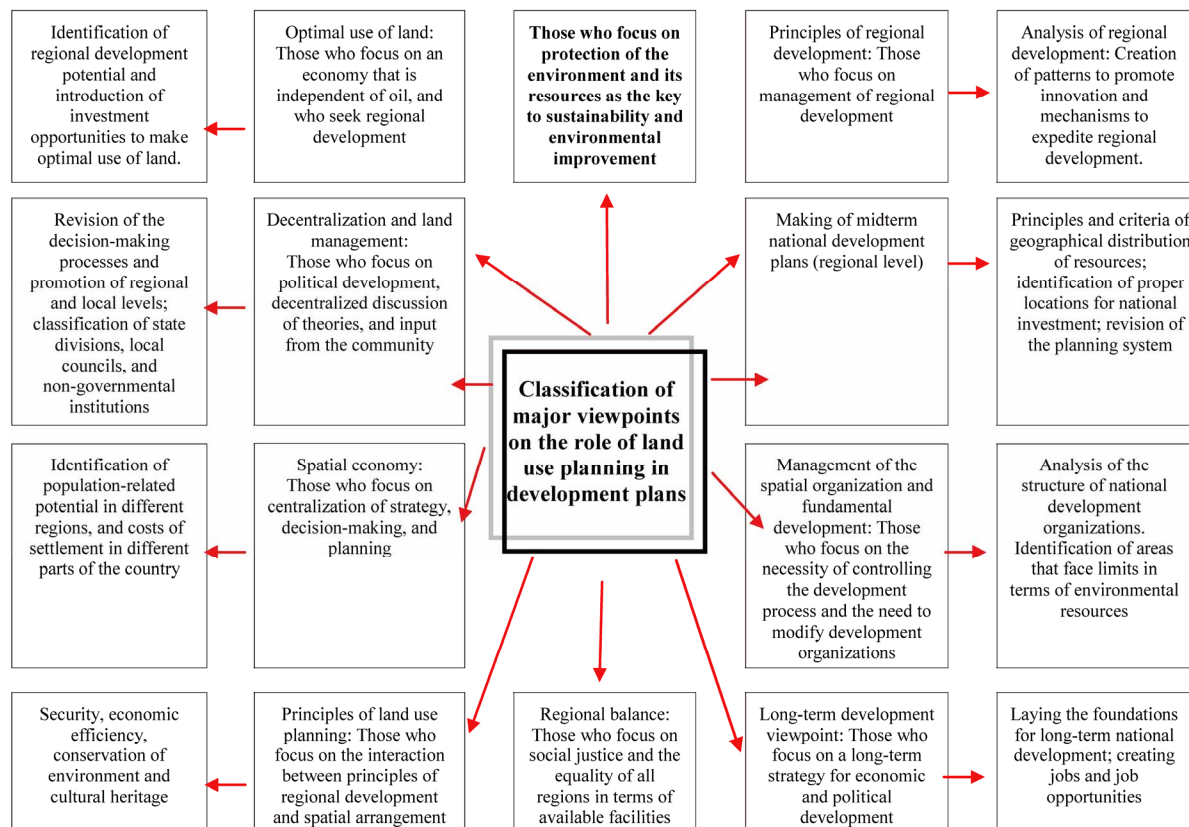 Identification of
regional development
potential and
introduction of
investment
opportunities to make
optimal use of land.
Optimal use of land:
Those who focus on an
economy that is
independent of oil, and
who seek regional
development
Those who focus on
protection of the
environment and its
resources as the key
to sustainability and
environmental
improvement
Principles of regional
development: Those
who focus on
management of regional
development
Analysis of regional
development: Creation
of patterns to promote
innovation and
mechanisms to
expedite regional
development.
Revision of the
decision-making
processes and
promotion of regional
and local levels;
classification of state
divisions, local
councils, and
non-governmental
institutions
Decentralization and land
management:
Those who focus on
political development,
decentralized discussion
of theories, and input
from the community
Making of midterm
national development
plans (regional level)
Principles and criteria of
geographical distribution
of resources;
identification of proper
locations for national
investment; revision of
the planning system
Classification of
major viewpoints
on the role of land
use planning in
development plans
Identification of
population-related
potential in different
regions, and costs of
settlement in different
parts of the country
Spatial economy:
Those who focus on
centralization of strategy,
decision-making, and
planning
Management of the
spatial organization and
fundamental
development: Those
who focus on the
necessity of controlling
the development
process and the need to
modify development
organizations
Analysis of the
structure of national
development
organizations.
Identification of areas
that face limits in
terms of environmental
resources
Security, economic
efficiency,
conservation of
environment and
cultural heritage
Principles of land use
planning: Those who
focus on the interaction
between principles of
regional development
and spatial arrangement
Regional balance:
Those who focus on
social justice and the
equality of all
regions in terms of
available facilities
Long-term development
viewpoint: Those who
focus on a long-term
strategy for economic
and political
development
Laying the foundations
for long-term national
development; creating
jobs and job
opportunities